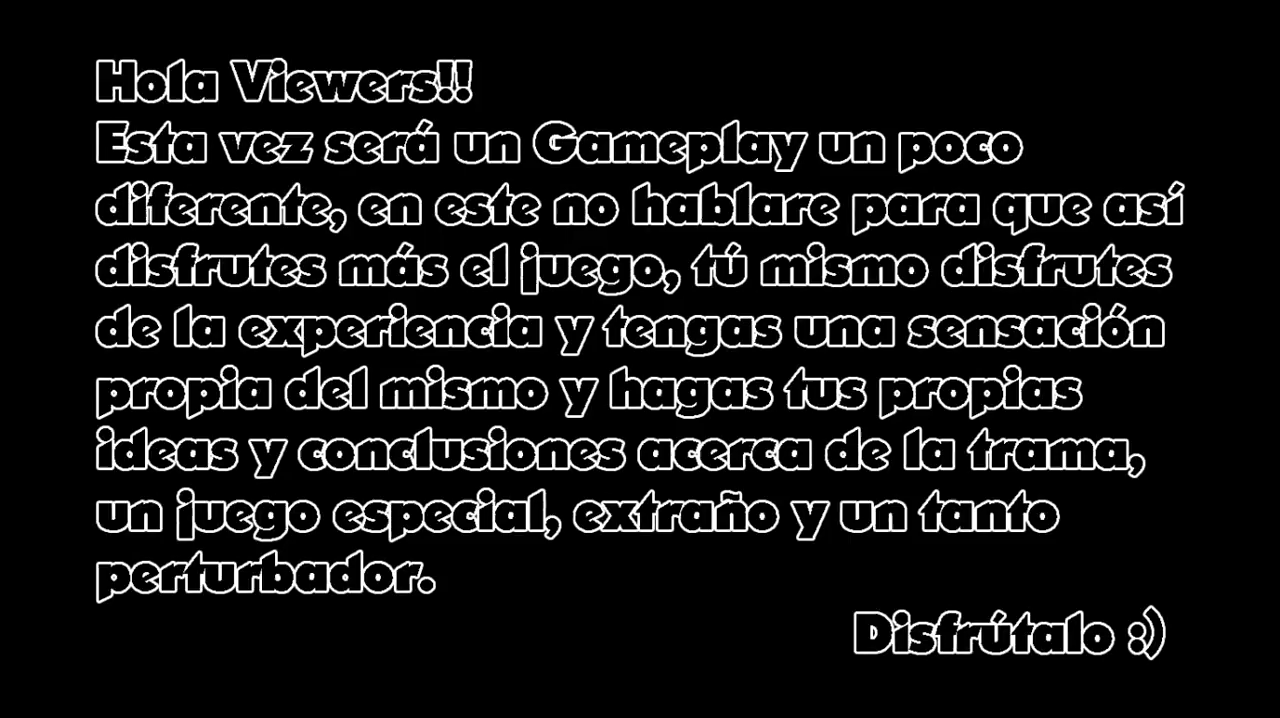 Hola Viewers!!
Esta vez será un Gameplay un poco
diferente, en este no hablare para que así
disfrutes más el juego, tú mismo disfrutes
de la experiencia y tengas una sensación
propia del mismo y hagas tus propias
ideas y conclusiones acerca de la trama,
un juego especial, extraño y un tanto
perturbador.
Disfrútalo :)